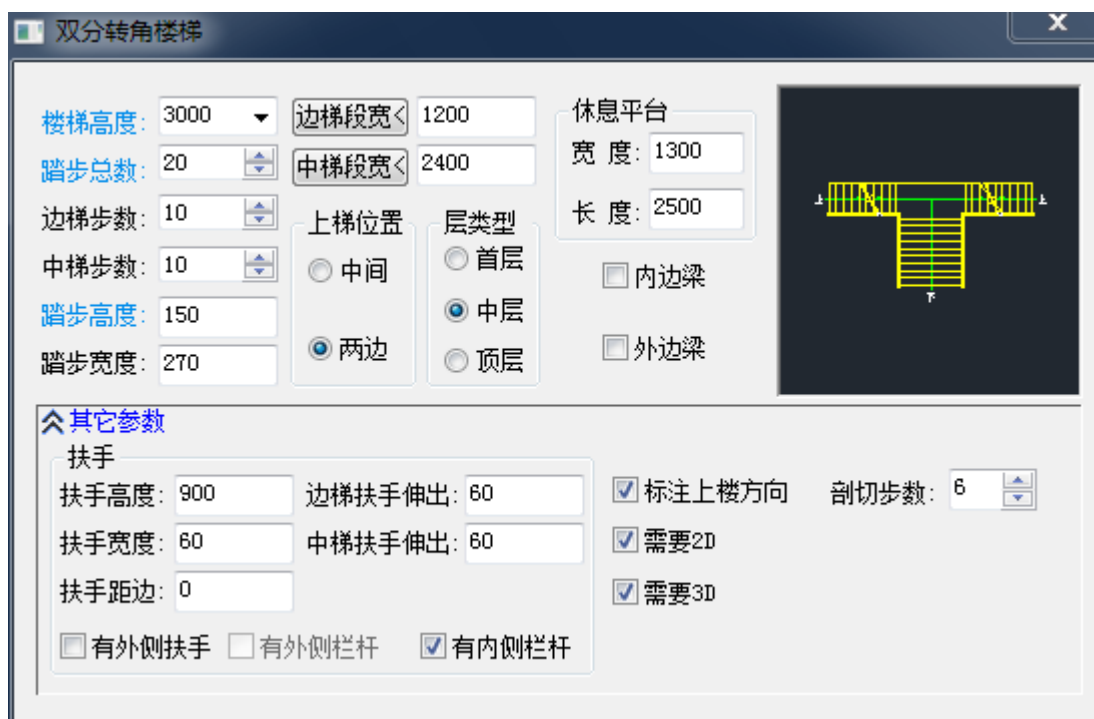 双分转角楼梯
X
楼梯高度: 3000 边梯段宽< 1200
踏步总数: 20 中梯段宽< 2400
边梯步数: 10
中梯步数: 10
踏步高度: 150
踏步宽度: 270
上梯位置
中间
两边
层类型
首层
中层
顶层
休息平台
宽 度: 1300
长 度: 2500
内边梁
外边梁
上
上
下
其它参数
扶手
扶手高度: 900 边梯扶手伸出: 60
扶手宽度: 60 中梯扶手伸出: 60
扶手距边: 0
有外侧扶手 有外侧栏杆 有内侧栏杆
标注上楼方向 剖切步数: 6
需要2D
需要3D